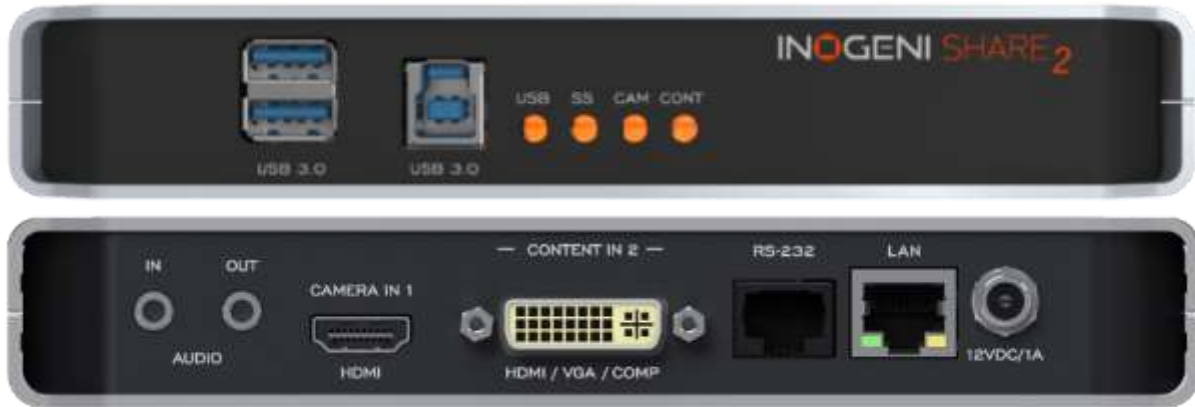 INOGENI SHARE2
USB SS CAM CONT
USB 3.0 USB 3.0
— CONTENT IN 2 — RS-232 LAN
IN OUT
CAMERA IN 1
AUDIO 12VDC/1A
HDMI HDMI / VGA / COMP